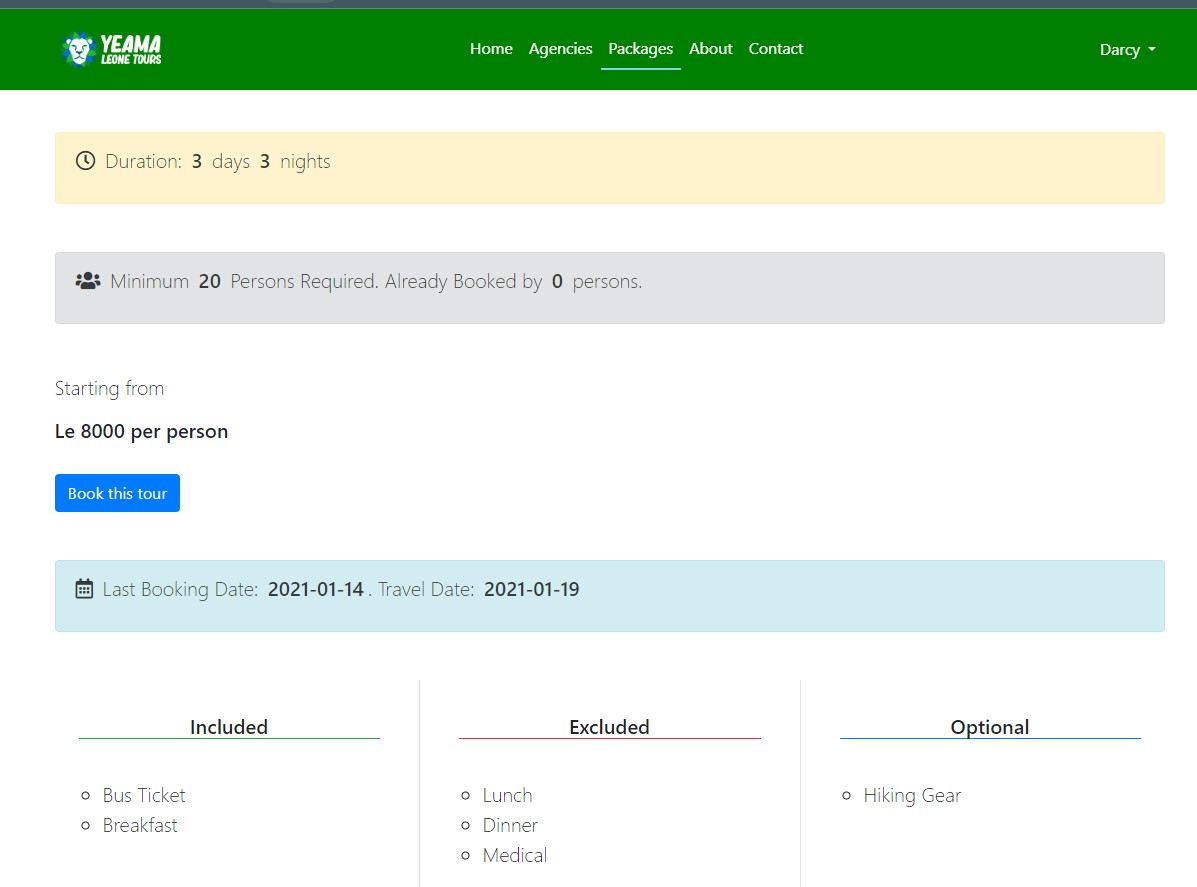 YEAMA
LEONE TOURS
Home Agencies Packages About Contact
Darcy
Duration: 3 days 3 nights
Minimum 20 Persons Required. Already Booked by 0 persons.
Starting from
Le 8000 per person
Book this tour
Last Booking Date: 2021-01-14 . Travel Date: 2021-01-19
Included
Bus Ticket
Breakfast
Excluded
Lunch
Dinner
Medical
Optional
Hiking Gear